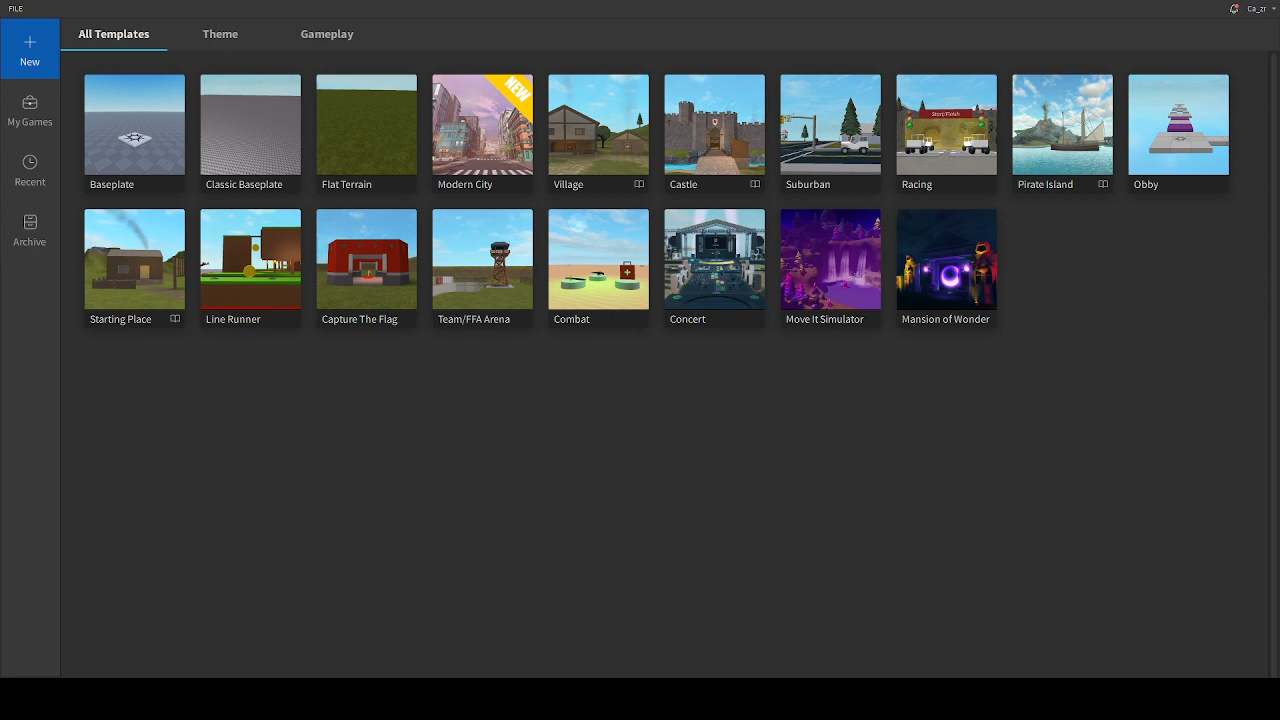 FILE
Ca_zr
New
My Games
Recent
Archive
All Templates
Theme
Gameplay
Baseplate
Classic Baseplate
Flat Terrain
NEW
Modern City
Village
Castle
Suburban
Start/Finish
Racing
Pirate Island
Obby
Starting Place
Line Runner
Capture The Flag
Team/FFA Arena
Combat
Concert
Move It Simulator
Mansion of Wonder